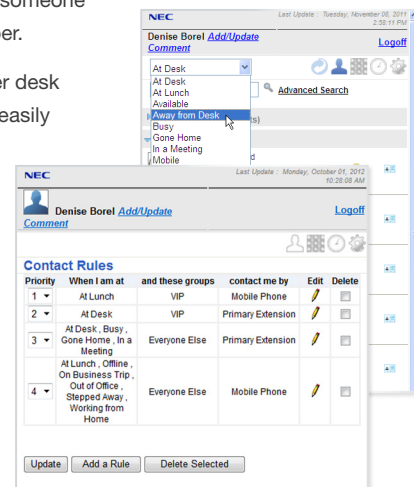 someone
per.
er desk
easily
NEC
Last Update : Tuesday, November 08, 2011
2:58:11 PM
Denise Borel Add/Update
Comment
Logoff
At Desk
At Desk
At Lunch
Available
Away from Desk
Busy
Gone Home
In a Meeting
Mobile
Advanced Search
NEC
Last Update : Monday, October 01, 2012
10:28:08 AM
Denise Borel Add/Update
Comment
Logoff
Contact Rules
Priority When I am at and these groups contact me by Edit Delete
1 At Lunch VIP Mobile Phone
2 At Desk VIP Primary Extension
3 At Desk , Busy , Gone Home , In a Meeting Everyone Else Primary Extension
4 At Lunch , Offline , On Business Trip , Out of Office , Stepped Away , Working from Home Everyone Else Mobile Phone
Update Add a Rule Delete Selected